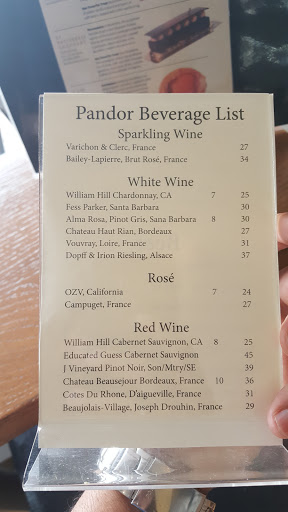 Pandor Beverage List
Sparkling Wine
Varichon & Clerc, France 27
Bailey-Lapierre, Brut Rosé, France 34
White Wine
William Hill Chardonnay, CA 7 25
Fess Parker, Santa Barbara 30
Alma Rosa, Pinot Gris, Sana Barbara 8 30
Chateau Haut Rian, Bordeaux 27
Vouvray, Loire, France 31
Dopff & Irion Riesling, Alsace 37
Rosé
OZV, California 7 24
Campuget, France 27
Red Wine
William Hill Cabernet Sauvignon, CA 8 25
Educated Guess Cabernet Sauvignon 45
J Vineyard Pinot Noir, Son/Mtry/SE 39
Chateau Beausejour Bordeaux, France 10 36
Cotes Du Rhone, D'aigueville, France 31
Beaujolais-Village, Joseph Drouhin, France 29